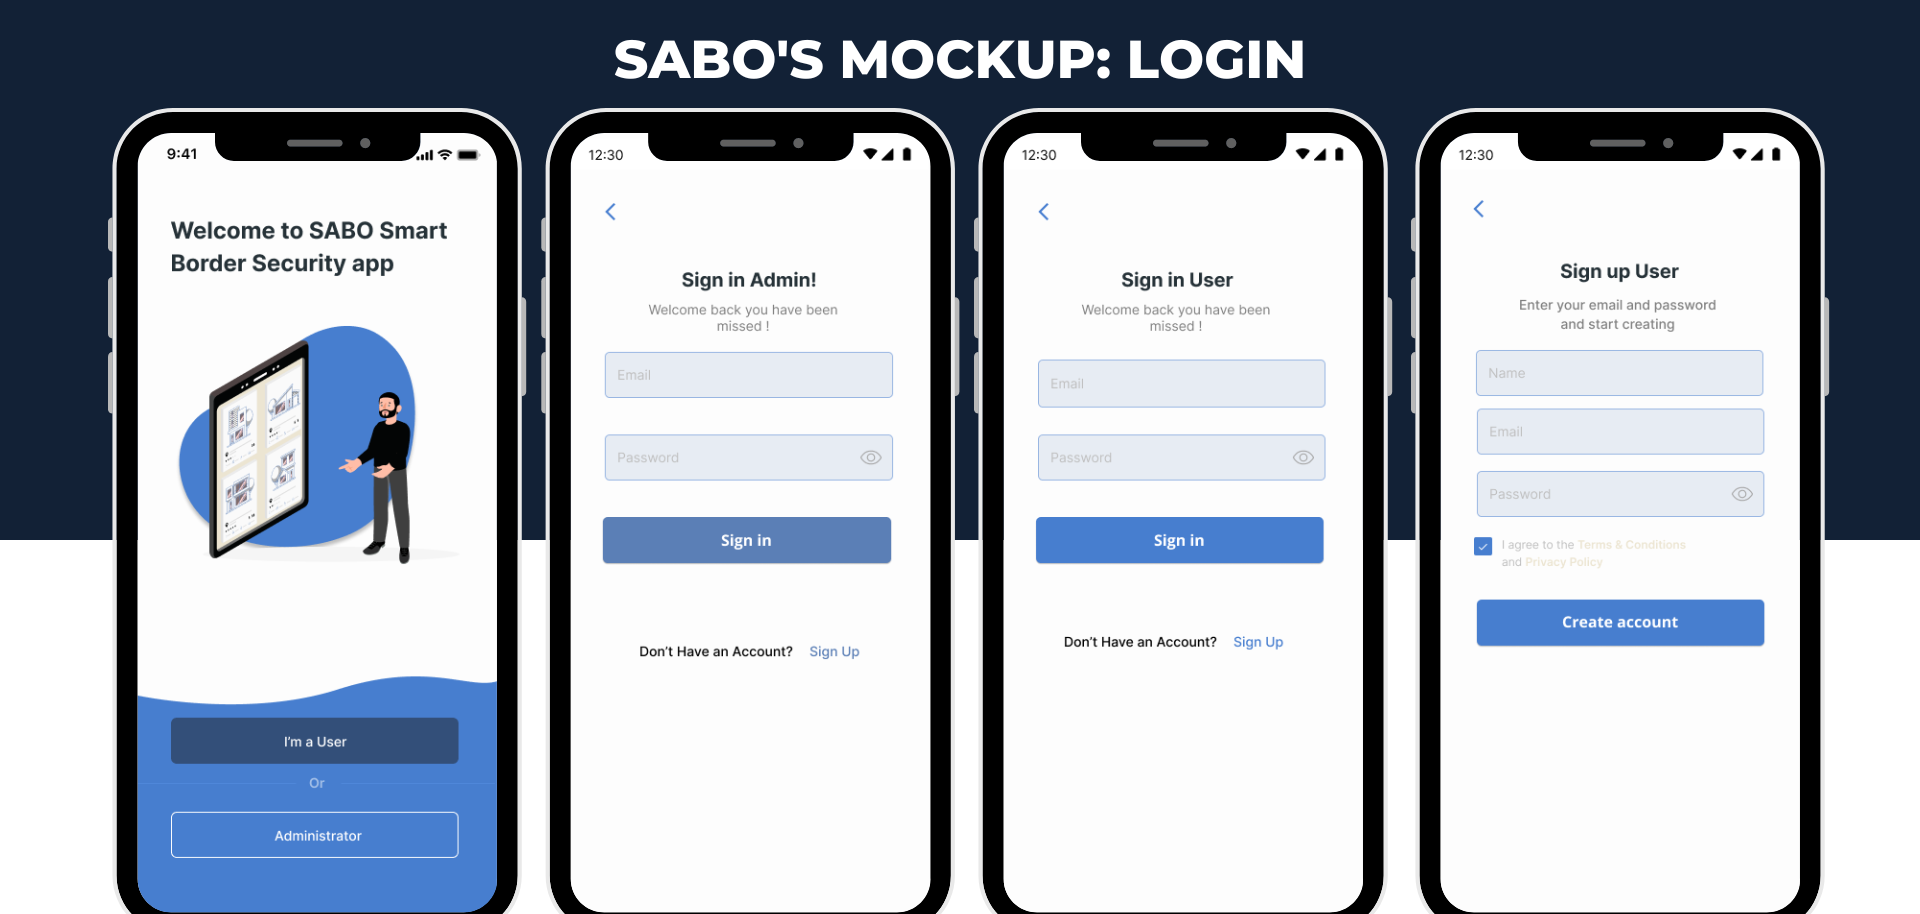 SABO'S MOCKUP: LOGIN
9:41
Welcome to SABO Smart
Border Security app
I'm a User
Or
Administrator
12:30
Sign in Admin!
Welcome back you have been
missed !
Email
Password
Sign in
Don't Have an Account? Sign Up
12:30
Sign in User
Welcome back you have been
missed !
Email
Password
Sign in
Don't Have an Account? Sign Up
12:30
Sign up User
Enter your email and password
and start creating
Name
Email
Password
I agree to the Terms & Conditions
and Privacy Policy
Create account